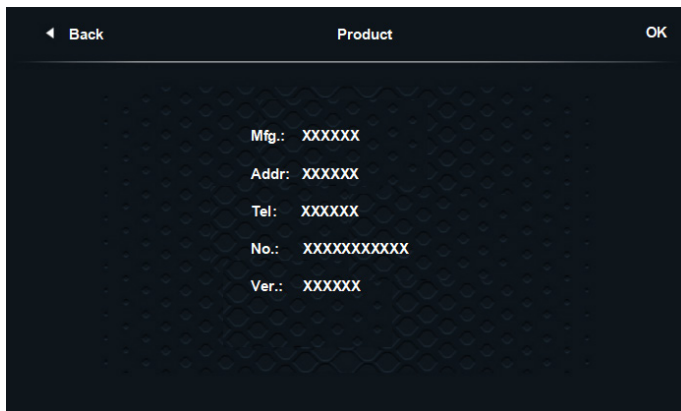 Back Product OK
Mfg.: XXXXXX
Addr: XXXXXX
Tel: XXXXXX
No.: XXXXXXXXXXX
Ver.: XXXXXX